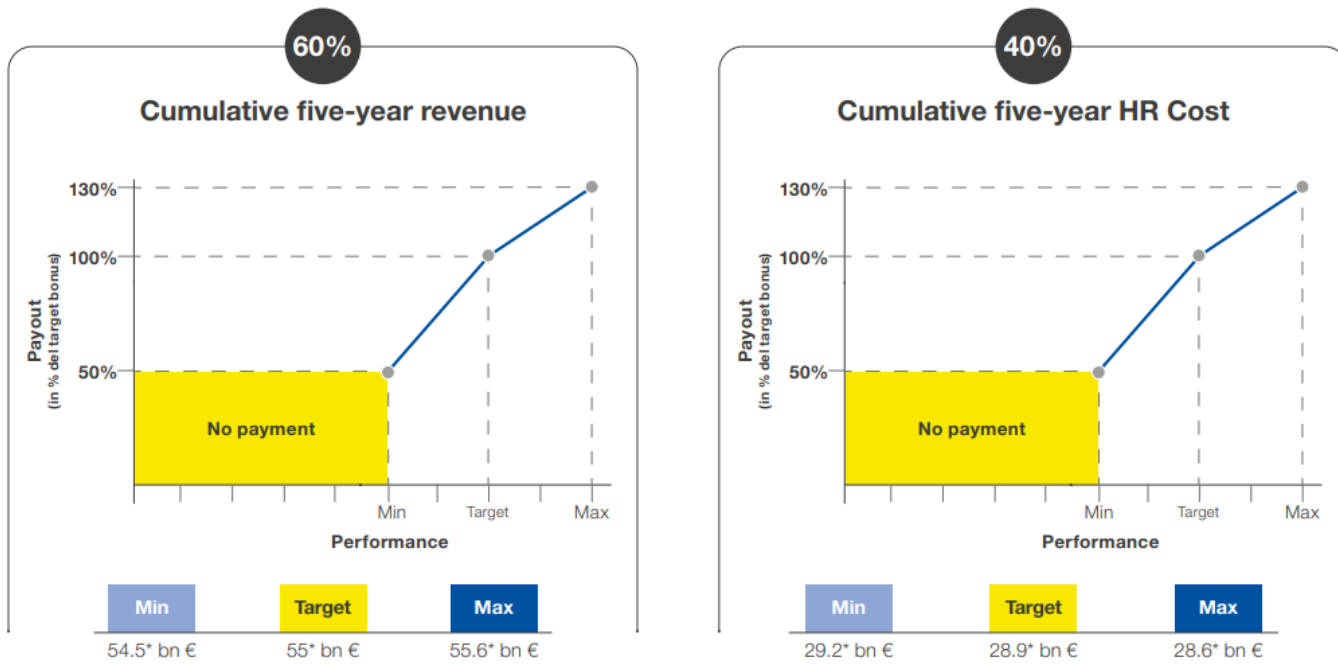 60%
Cumulative five-year revenue
Payout
(in % del target bonus)
130%
100%
50%
No payment
Min
Target
Max
Performance
Min
Target
Max
54.5* bn €
55* bn €
55.6* bn €
40%
Cumulative five-year HR Cost
Payout
(in % del target bonus)
130%
100%
50%
No payment
Min
Target
Max
Performance
Min
Target
Max
29.2* bn €
28.9* bn €
28.6* bn €